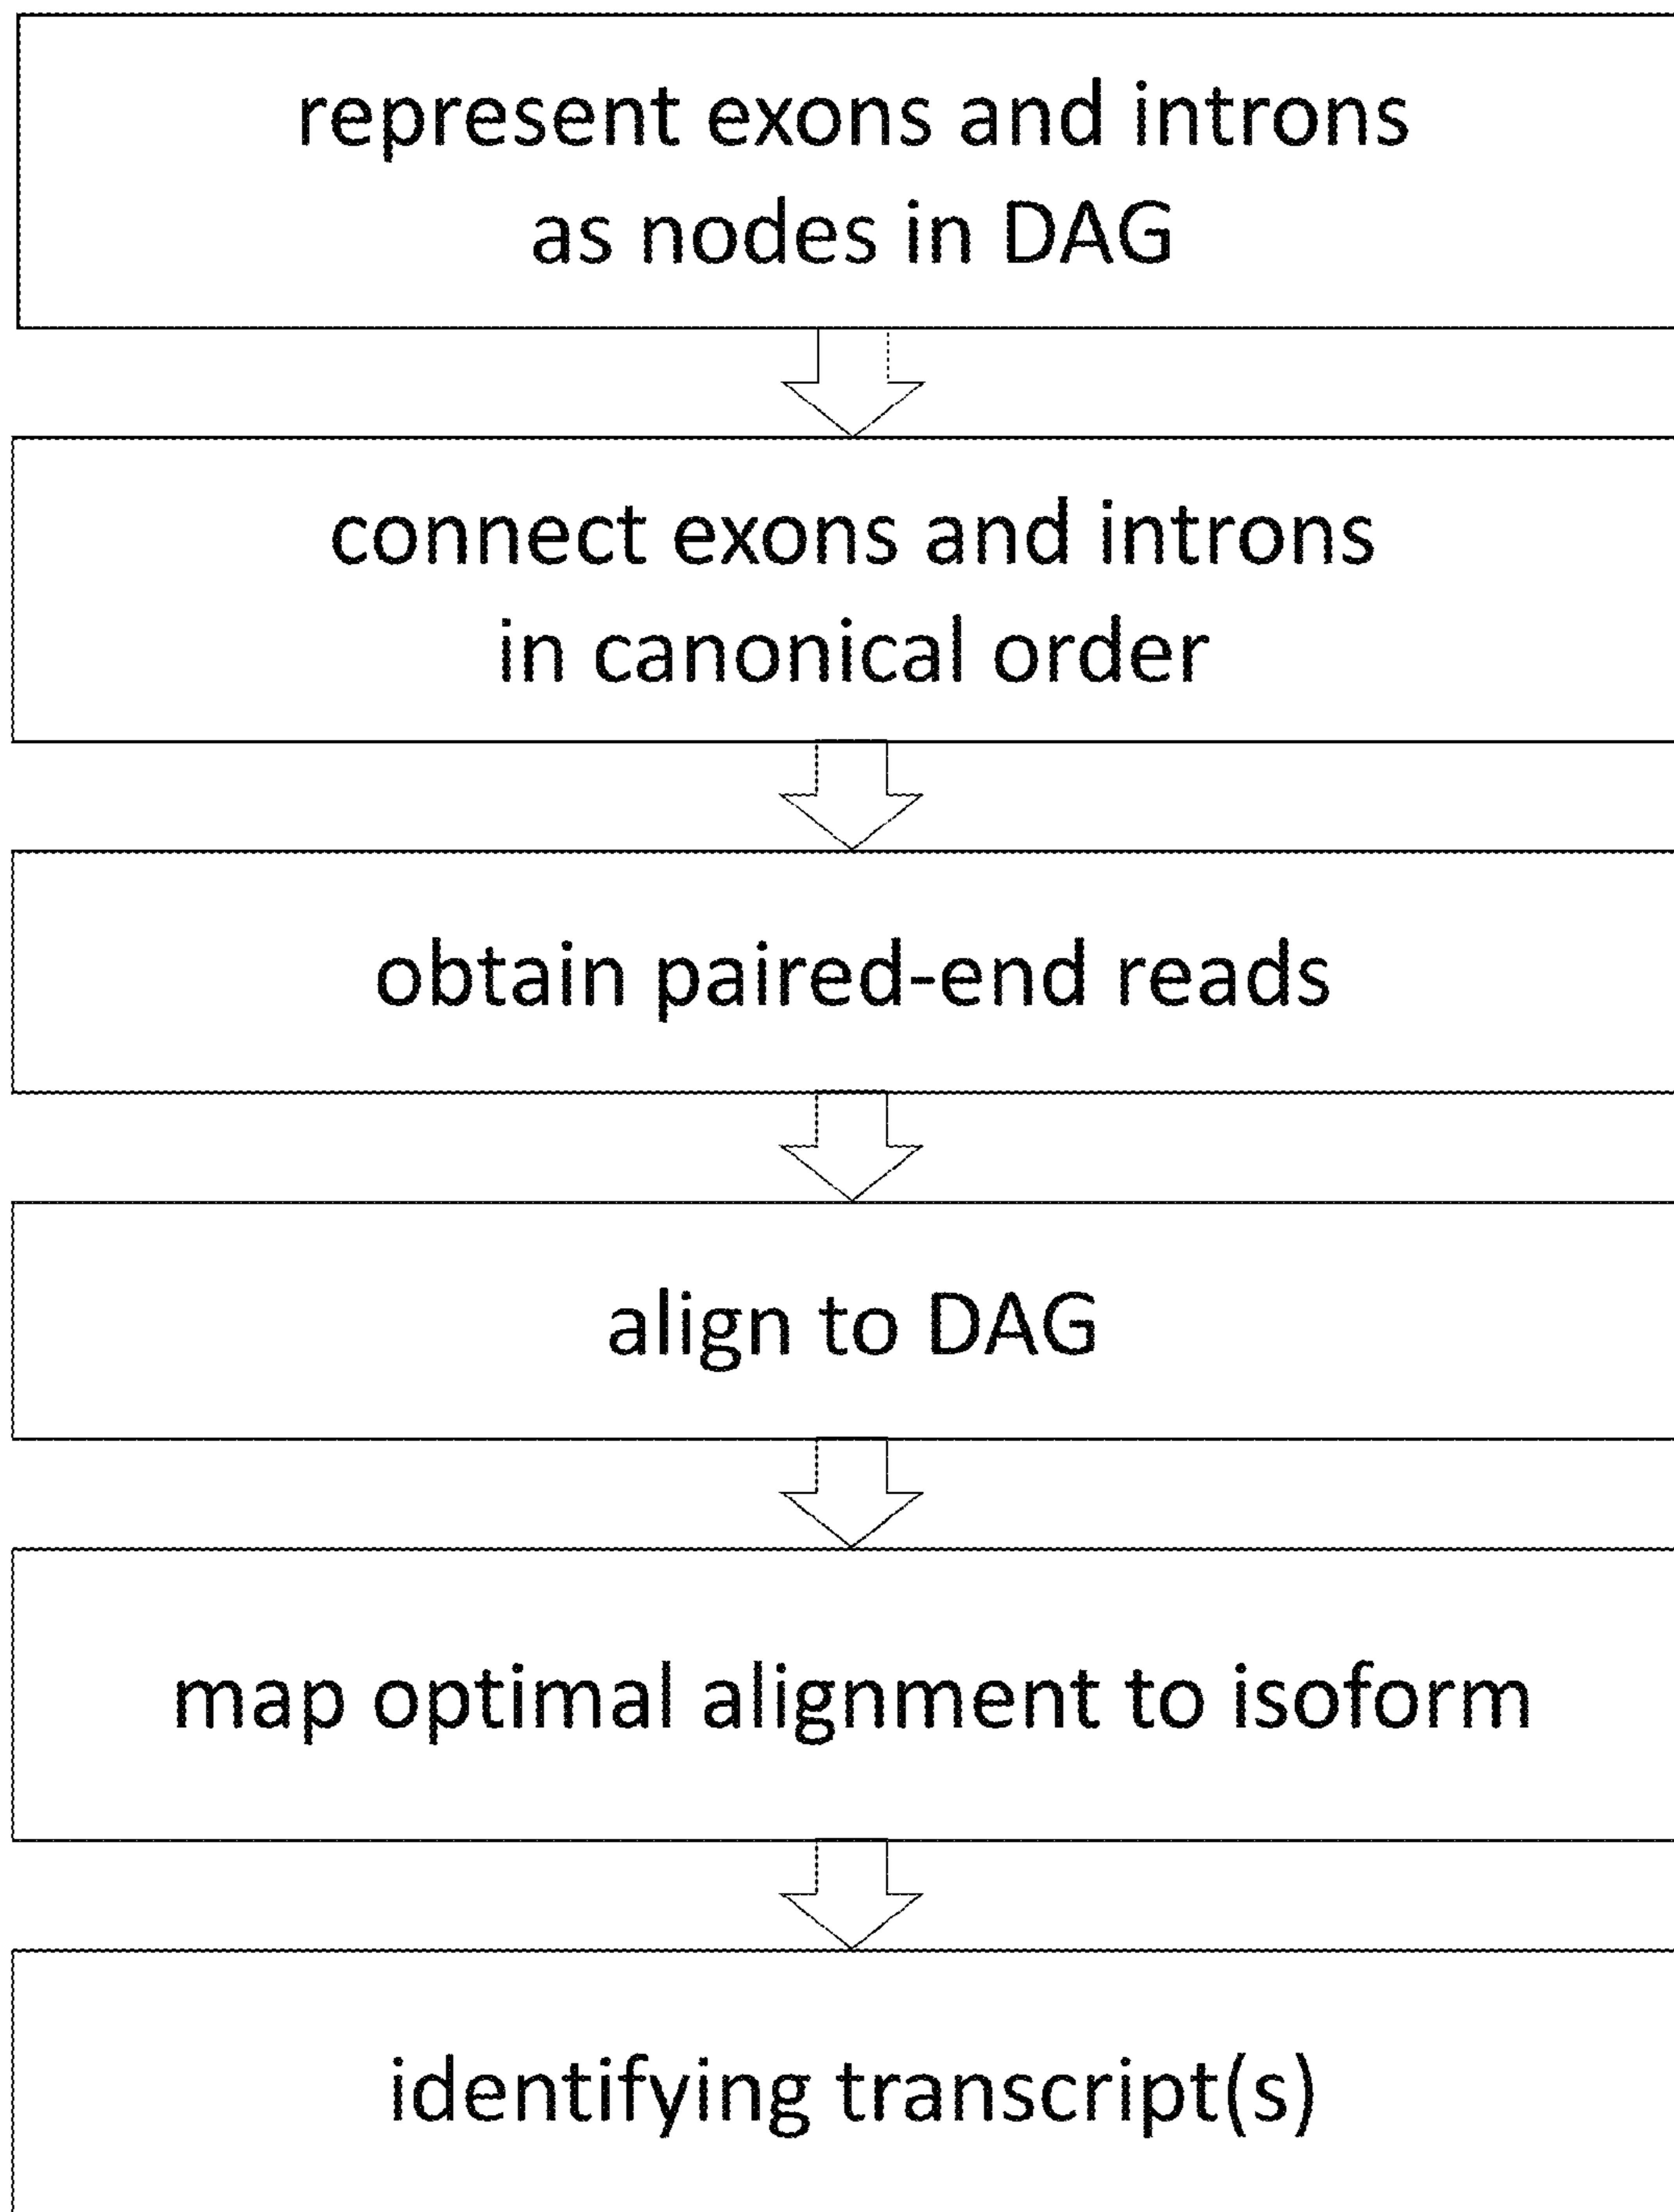 represent exons and introns
as nodes in DAG
connect exons and introns
in canonical order
obtain paired-end reads
align to DAG
map optimal alignment to isoform
identifying transcript(s)